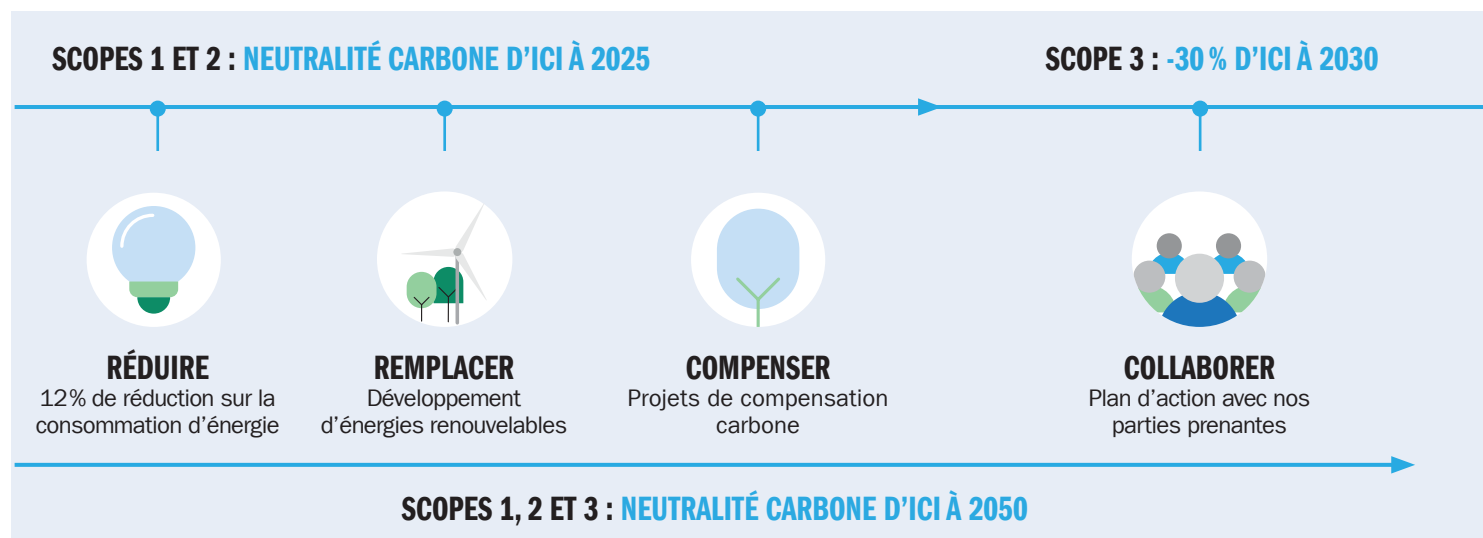 SCOPES 1 ET 2 : NEUTRALITÉ CARBONE D'ICI À 2025
SCOPE 3 : -30 % D'ICI À 2030
RÉDUIRE
12 % de réduction sur la
consommation d'énergie
REMPLACER
Développement
d'énergies renouvelables
COMPENSER
Projets de compensation
carbone
COLLABORER
Plan d'action avec nos
parties prenantes
SCOPES 1, 2 ET 3 : NEUTRALITÉ CARBONE D'ICI À 2050